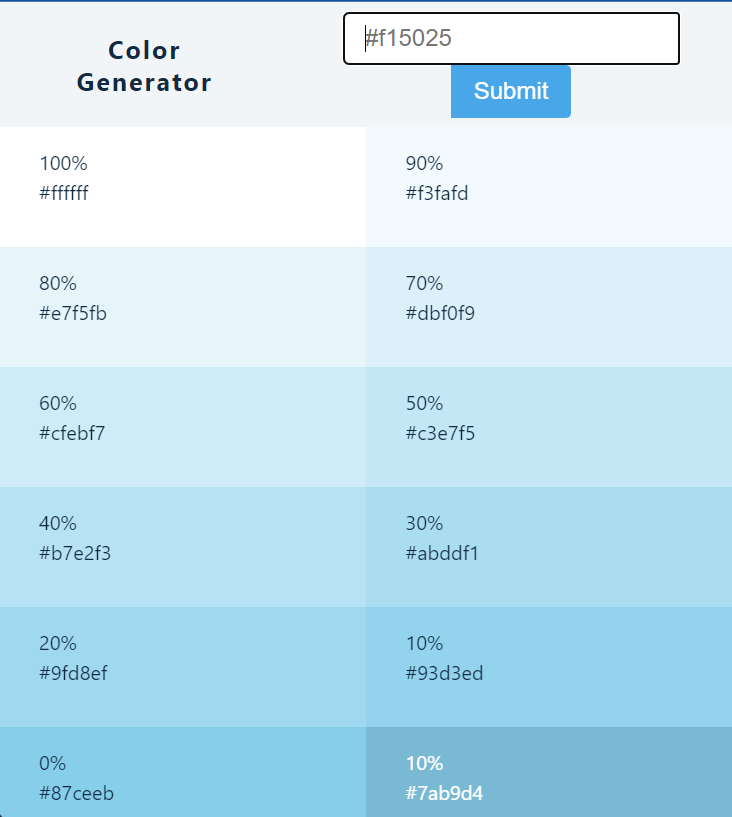 Color
Generator
#f15025
Submit
100%
#ffffff
90%
#f3fafd
80%
#e7f5fb
70%
#dbf0f9
60%
#cfebf7
50%
#c3e7f5
40%
#b7e2f3
30%
#abddf1
20%
#9fd8ef
10%
#93d3ed
0%
#87ceeb
10%
#7ab9d4